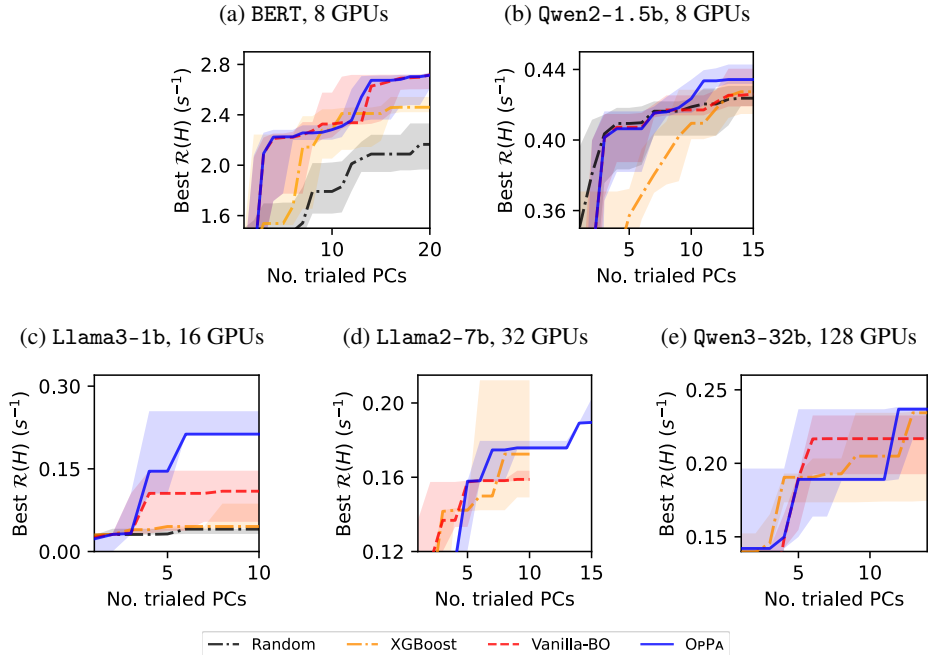 (a) BERT, 8 GPUs
(b) Qwen2-1.5b, 8 GPUs
Best R(H) (s⁻¹)
2.8
2.4
2.0
1.6
10
20
No. trialed PCs
Best R(H) (s⁻¹)
0.44
0.40
0.36
5
10
15
No. trialed PCs
(c) Llama3-1b, 16 GPUs
(d) Llama2-7b, 32 GPUs
(e) Qwen3-32b, 128 GPUs
Best R(H) (s⁻¹)
0.30
0.15
0.00
5
10
No. trialed PCs
Best R(H) (s⁻¹)
0.20
0.16
0.12
5
10
15
No. trialed PCs
Best R(H) (s⁻¹)
0.25
0.20
0.15
5
10
No. trialed PCs
Random
XGBoost
Vanilla-BO
OPPA